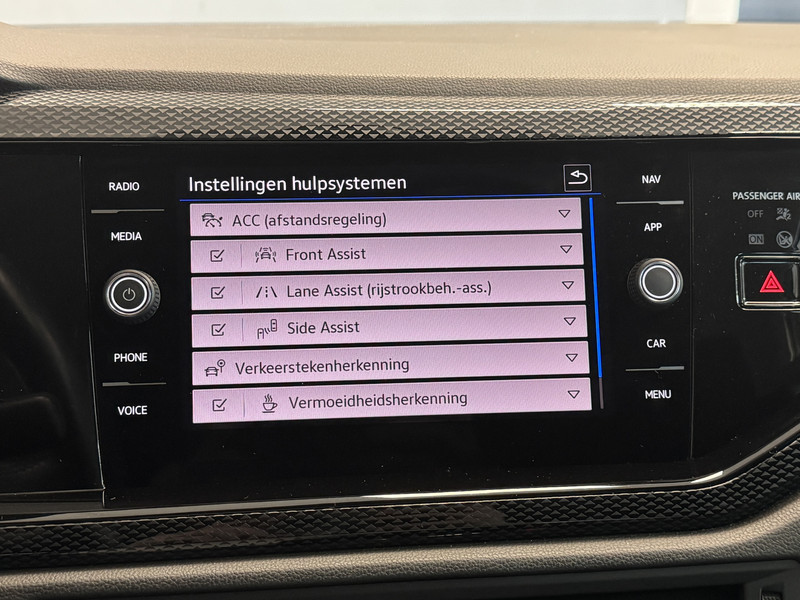 RADIO
MEDIA
PHONE
VOICE
Instellingen hulpsystemen
ACC (afstandsregeling)
Front Assist
Lane Assist (rijstrookbeh.-ass.)
Side Assist
Verkeerstekenherkenning
Vermoeidheidsherkenning
NAV
APP
CAR
MENU
PASSENGER AIR
OFF
ON